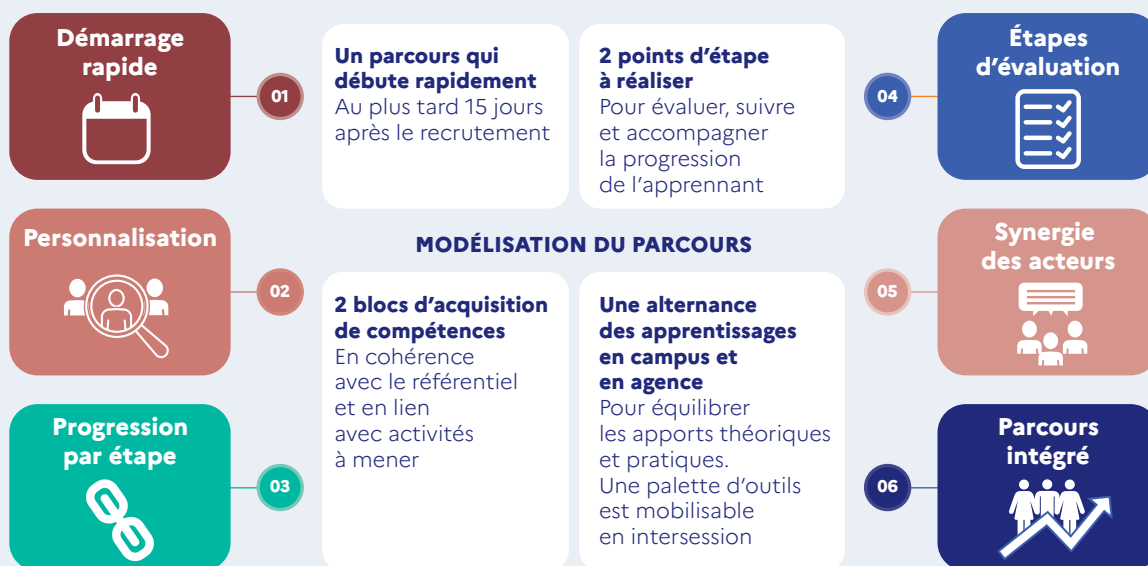 Démarrage
rapide
01
Personnalisation
02
Progression
par étape
03
Un parcours qui
débute rapidement
Au plus tard 15 jours
après le recrutement
2 points d’étape
à réaliser
Pour évaluer, suivre
et accompagner
la progression
de l’apprennant
MODÉLISATION DU PARCOURS
2 blocs d’acquisition
de compétences
En cohérence
avec le référentiel
et en lien
avec activités
à mener
Une alternance
des apprentissages
en campus et
en agence
Pour équilibrer
les apports théoriques
et pratiques.
Une palette d’outils
est mobilisable
en intersession
04
Étapes
d’évaluation
05
Synergie
des acteurs
06
Parcours
intégré